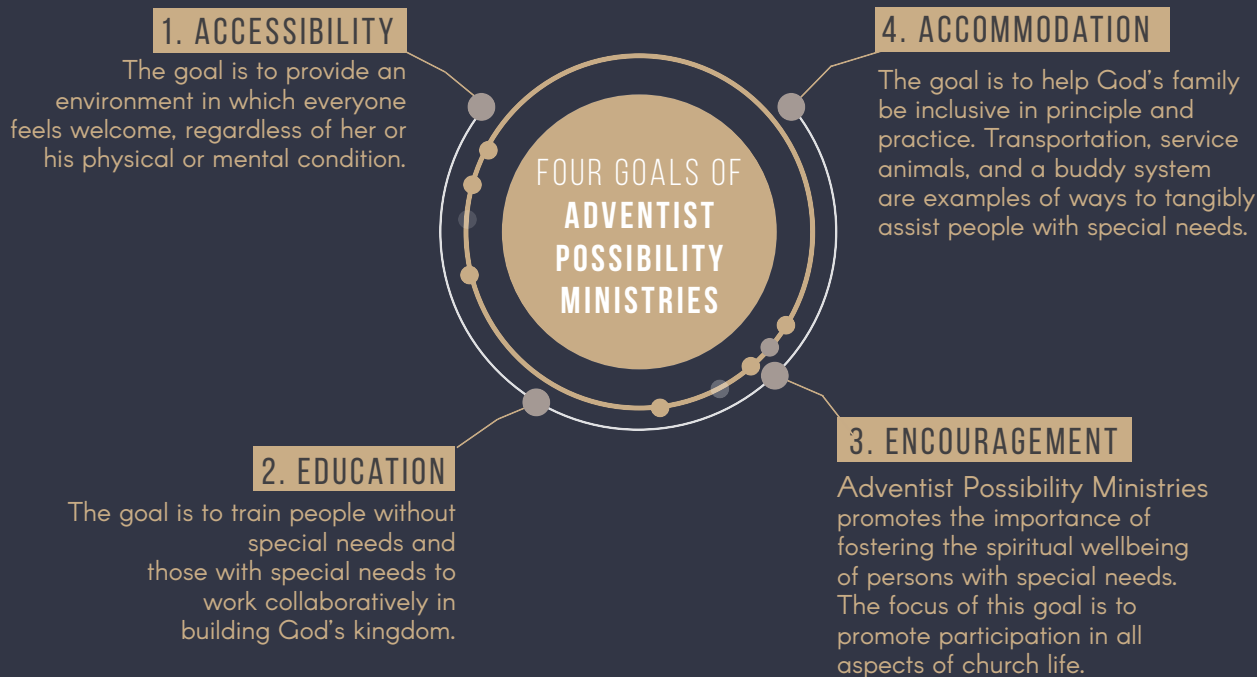 1. ACCESSIBILITY
The goal is to provide an
environment in which everyone
feels welcome, regardless of her or
his physical or mental condition.
FOUR GOALS OF
ADVENTIST
POSSIBILITY
MINISTRIES
2. EDUCATION
The goal is to train people without
special needs and
those with special needs to
work collaboratively in
building God's kingdom.
3. ENCOURAGEMENT
Adventist Possibility Ministries
promotes the importance of
fostering the spiritual wellbeing
of persons with special needs.
The focus of this goal is to
promote participation in all
aspects of church life.
4. ACCOMMODATION
The goal is to help God's family
be inclusive in principle and
practice. Transportation, service
animals, and a buddy system
are examples of ways to tangibly
assist people with special needs.